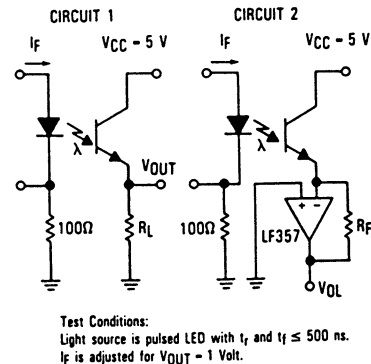 CIRCUIT 1
CIRCUIT 2
IF
VCC - 5 V
IF
VCC - 5 V
λ
λ
VOUT
100Ω
RL
100Ω
+ -
LF357
RF
VOL
Test Conditions:
Light source is pulsed LED with tr and tf ≤ 500 ns.
IF is adjusted for VOUT - 1 Volt.